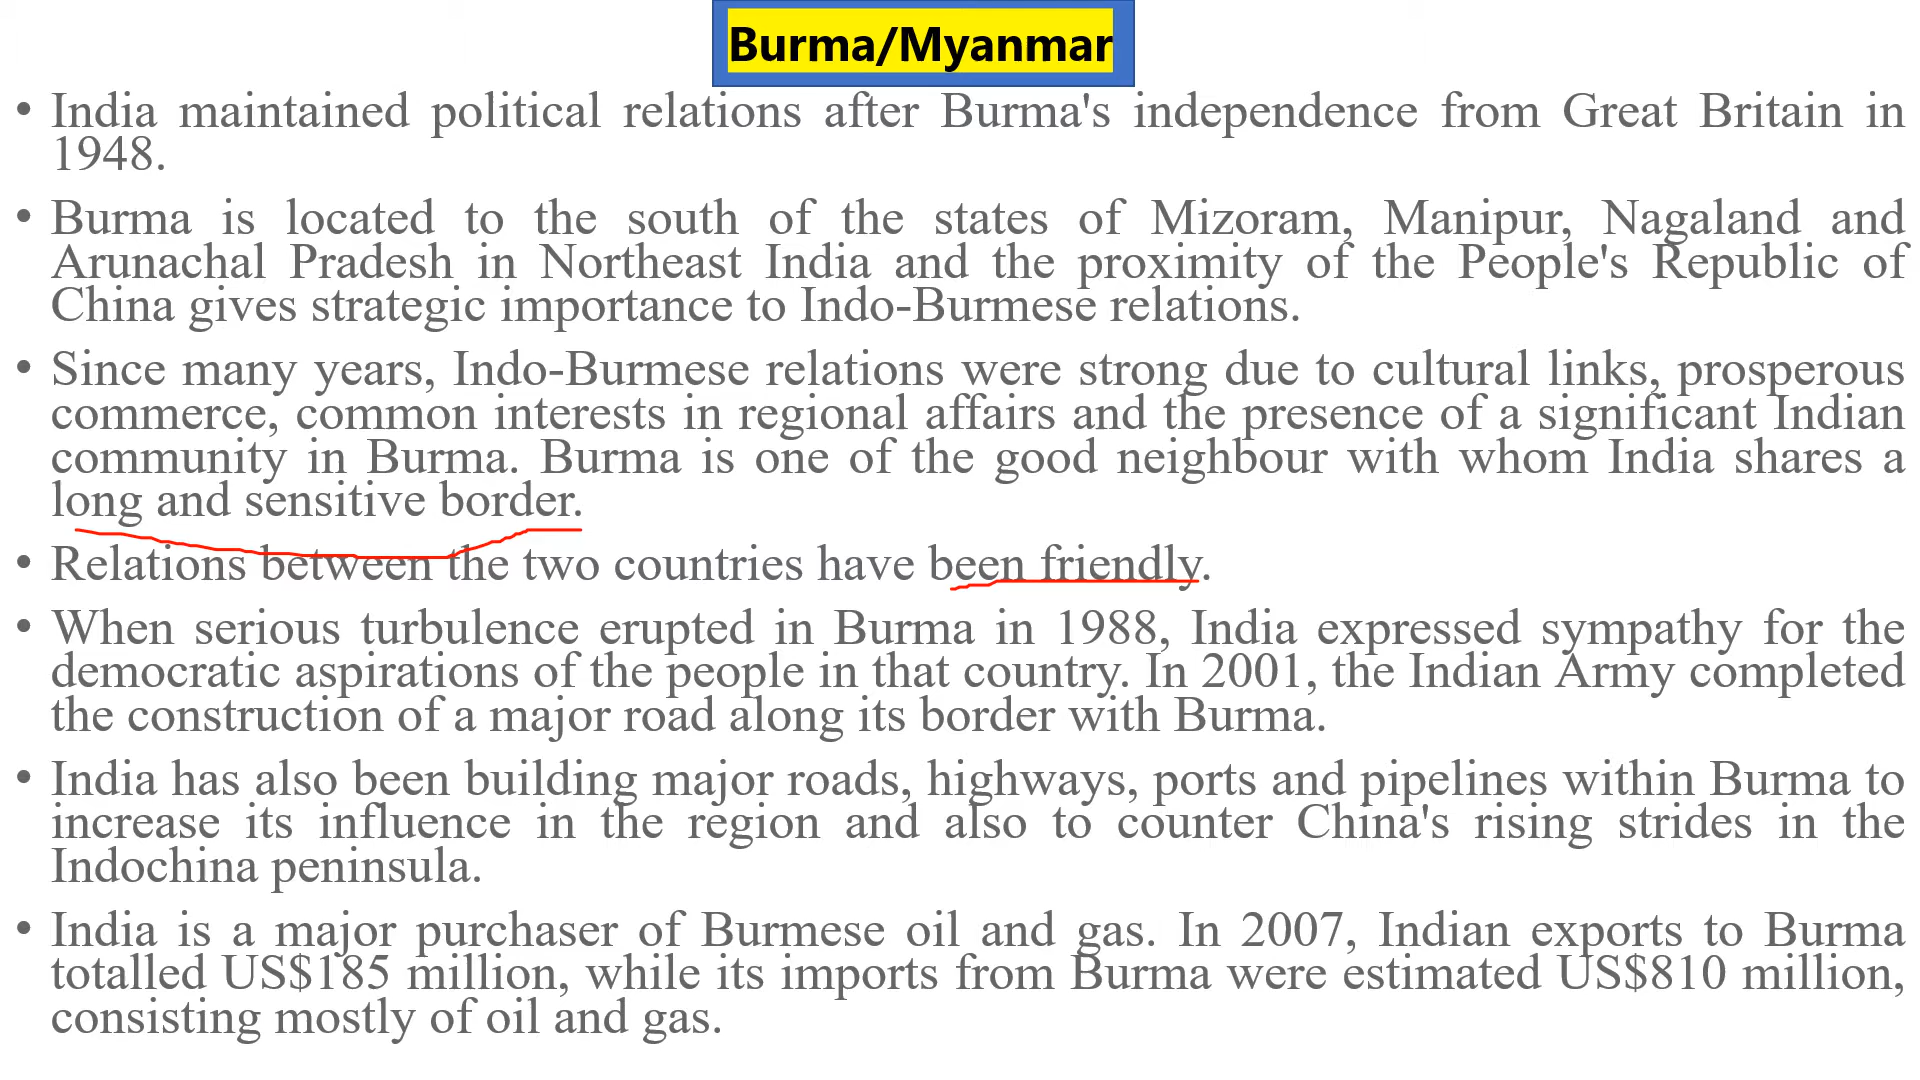 Burma/Myanmar
• India maintained political relations after Burma's independence from Great Britain in
1948.
• Burma is located to the south of the states of Mizoram, Manipur, Nagaland and
Arunachal Pradesh in Northeast India and the proximity of the People's Republic of
China gives strategic importance to Indo-Burmese relations.
• Since many years, Indo-Burmese relations were strong due to cultural links, prosperous
commerce, common interests in regional affairs and the presence of a significant Indian
community in Burma. Burma is one of the good neighbour with whom India shares a
long and sensitive border.
• Relations between the two countries have been friendly.
• When serious turbulence erupted in Burma in 1988, India expressed sympathy for the
democratic aspirations of the people in that country. In 2001, the Indian Army completed
the construction of a major road along its border with Burma.
• India has also been building major roads, highways, ports and pipelines within Burma to
increase its influence in the region and also to counter China's rising strides in the
Indochina peninsula.
• India is a major purchaser of Burmese oil and gas. In 2007, Indian exports to Burma
totalled US$185 million, while its imports from Burma were estimated US$810 million,
consisting mostly of oil and gas.